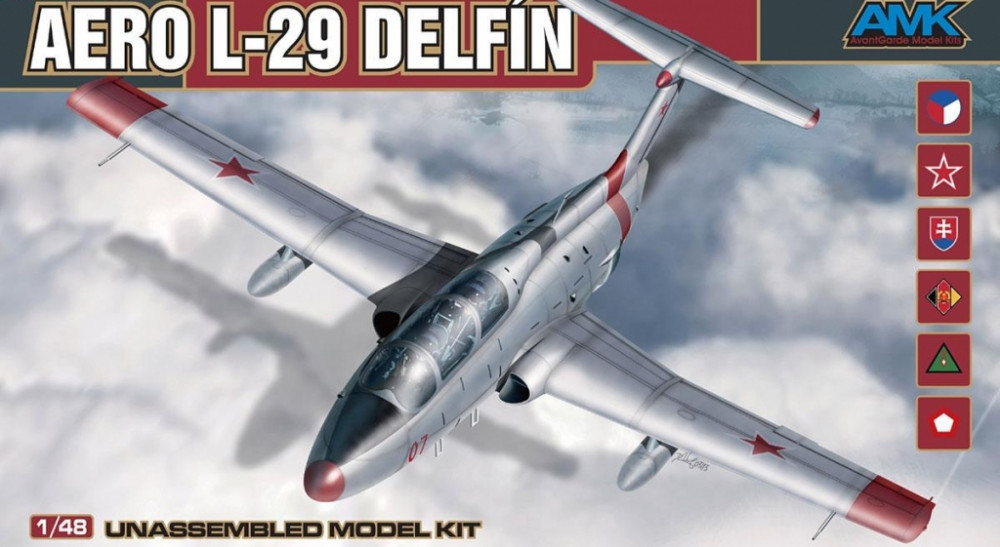 AERO L-29 DELFÍN
AMK
AvantGarde Model Kits
07
1/48 UNASSEMBLED MODEL KIT